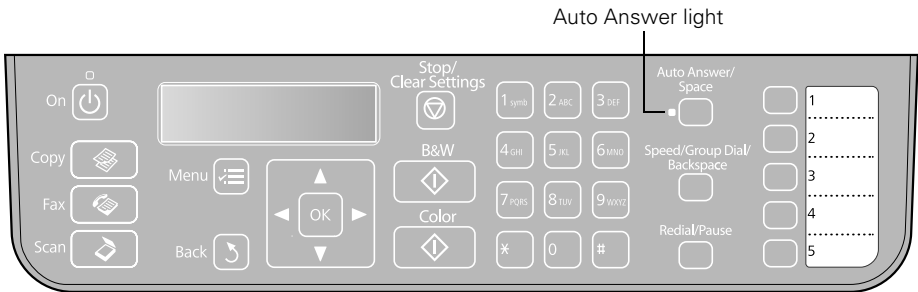 Auto Answer light
On
Copy
Fax
Scan
Menu
Back
OK
Stop/
Clear Settings
B&W
Color
1 symb
2 ABC
3 DEF
4 GHI
5 JKL
6 MNO
7 PQRS
8 TUV
9 WXYZ
*
0
#
Auto Answer/
Space
Speed/Group Dial/
Backspace
Redial/Pause
1
2
3
4
5